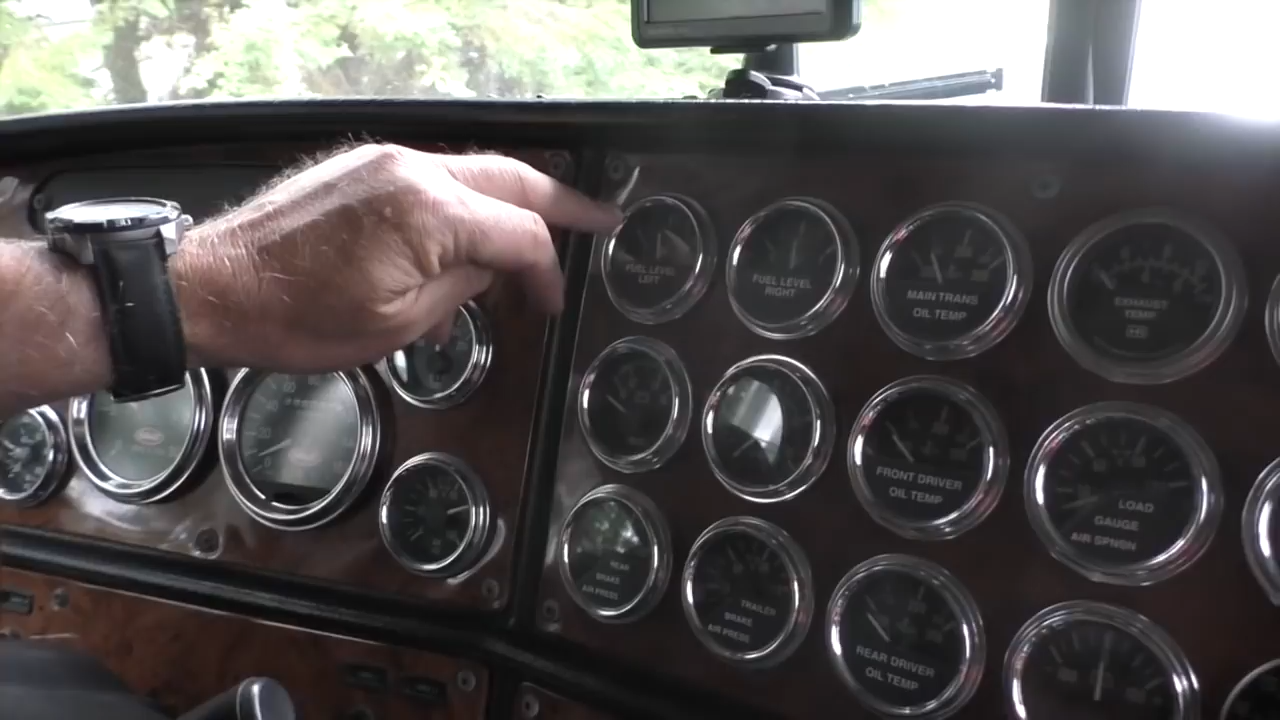 FUEL LEVEL
LEFT
FUEL LEVEL
RIGHT
MAIN TRANS
OIL TEMP
EXHAUST
TEMP
FRONT DRIVER
OIL TEMP
LOAD
GAUGE
AIR SPNSN
REAR
BRAKE
AIR PRESS
TRAILER
BRAKE
AIR PRESS
REAR DRIVER
OIL TEMP